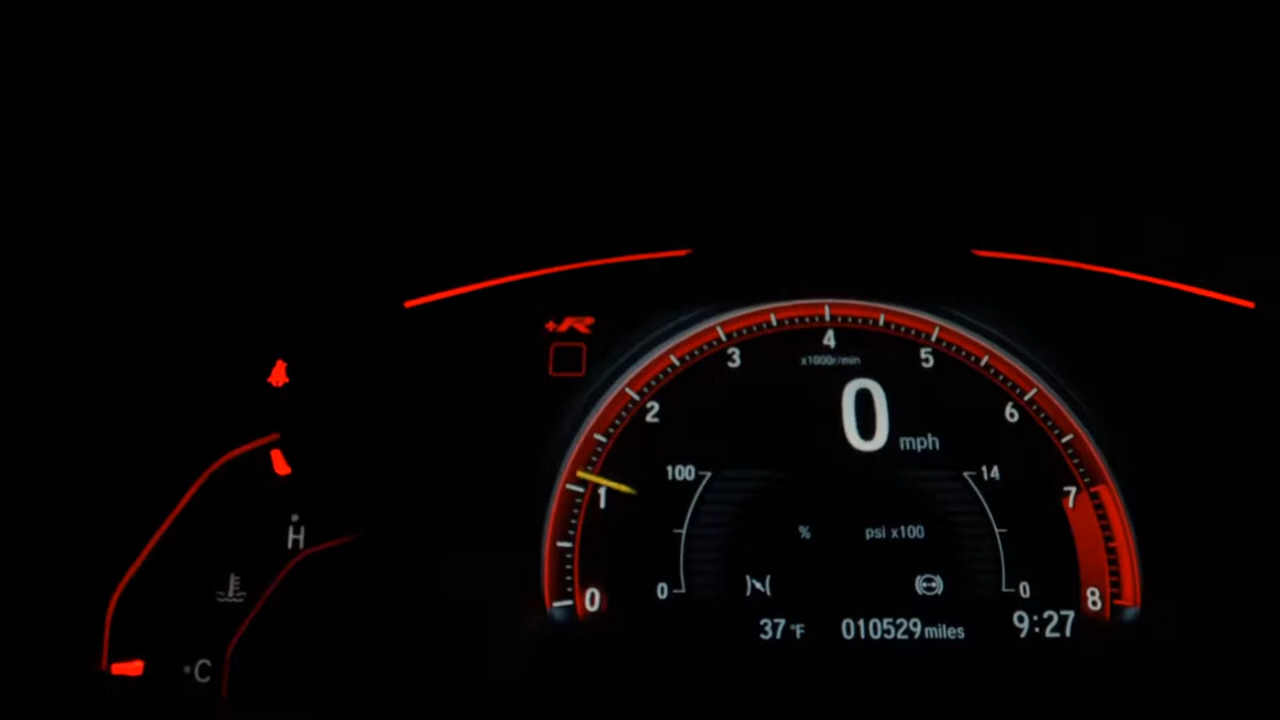 +R
4
x1000r/min
3 5
2 6
0 mph
100 14
1 7
H
% psi x100
0 0
0 8
37 °F 010529 miles 9:27
C